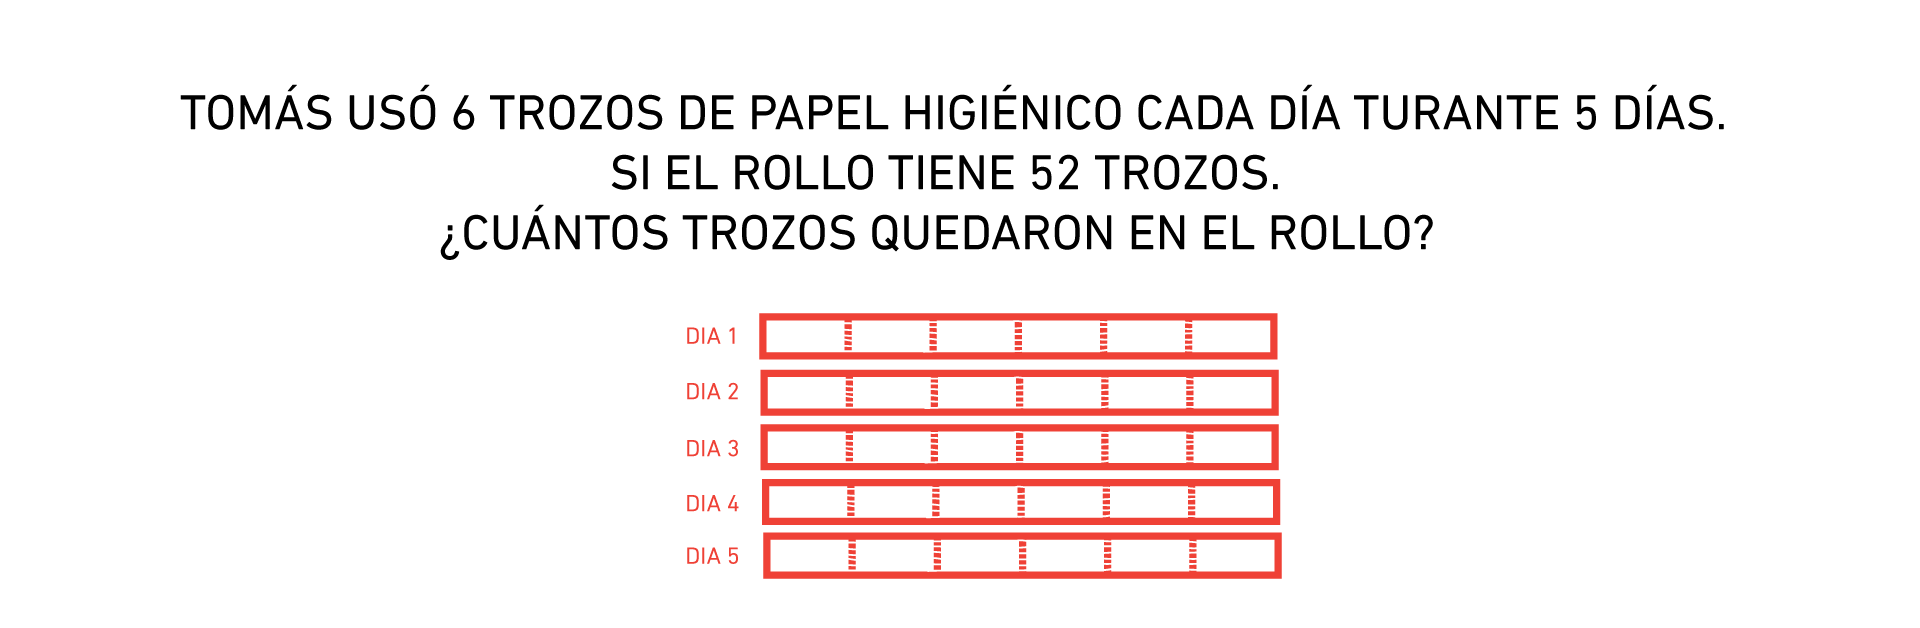 TOMÁS USÓ 6 TROZOS DE PAPEL HIGIÉNICO CADA DÍA TURANTE 5 DÍAS.
SI EL ROLLO TIENE 52 TROZOS.
¿CUÁNTOS TROZOS QUEDARON EN EL ROLLO?
DIA 1
DIA 2
DIA 3
DIA 4
DIA 5